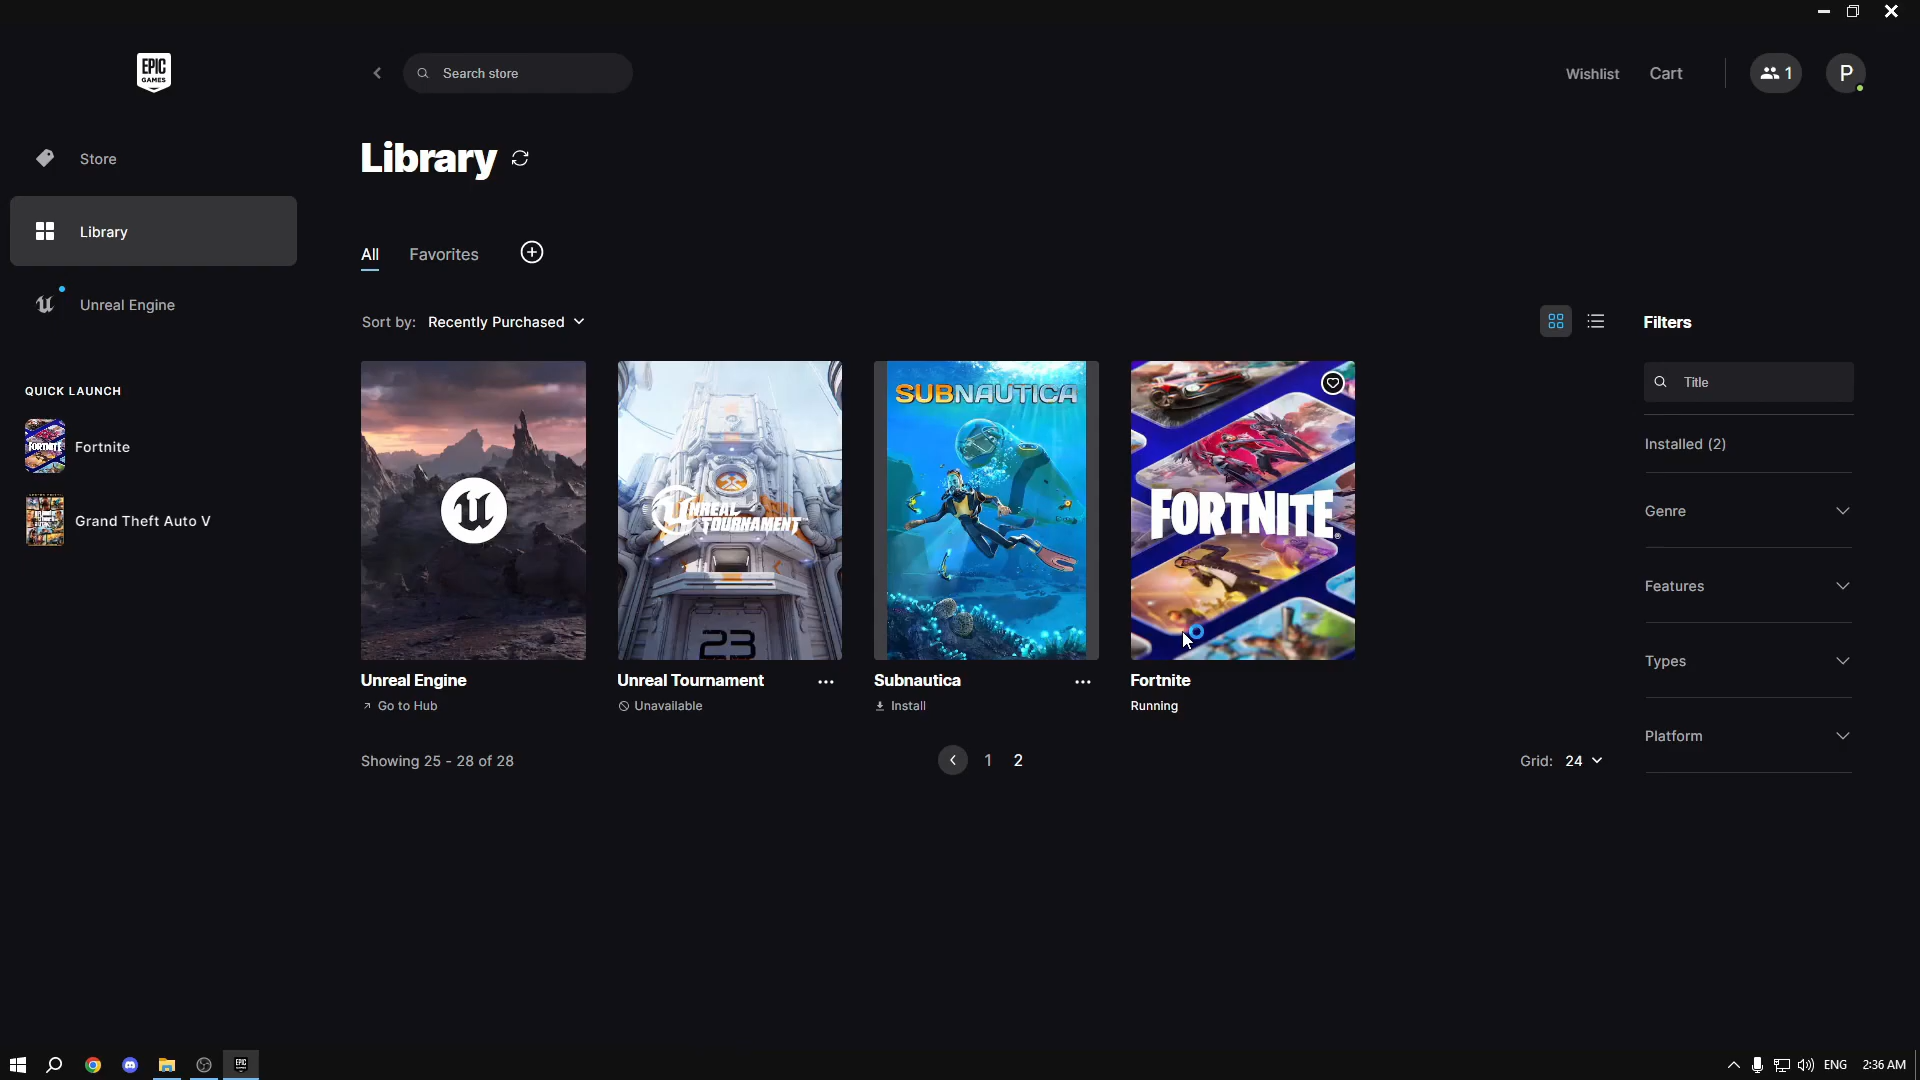 EPIC
GAMES
Search store
Wishlist
Cart
1
P
Store
Library
Unreal Engine
QUICK LAUNCH
FORTNITE
Fortnite
Grand Theft Auto V
Library
All
Favorites
Sort by: Recently Purchased
Filters
Title
Installed (2)
Genre
Features
Types
Platform
UNREAL
TOURNAMENT
23
SUBNAUTICA
FORTNITE
Unreal Engine
Go to Hub
Unreal Tournament
Unavailable
Subnautica
Install
Fortnite
Running
Showing 25 - 28 of 28
1
2
Grid: 24
EPIC
ENG
2:36 AM